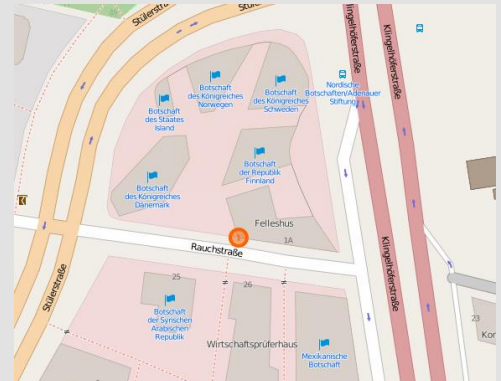 Stülerstraße
Stülerstr
Klingelhöferstraße
Klingelhöferstraße
Botschaft
des Königreiches
Norwegen
Botschaft
des Königreiches
Schweden
Nordische
Botschaften/Adenauer
Stiftung
Botschaft
des Staates
Island
Botschaft
der Republik
Finnland
Botschaft
des Königreiches
Dänemark
Felleshus
1A
Rauchstraße
Klingelhöferstraße
Klingelhöferstraße
Stülerstraße
25
26
Botschaft
der Syrischen
Arabischen
Republik
Wirtschaftsprüferhaus
Mexikanische
Botschaft
23
Kor